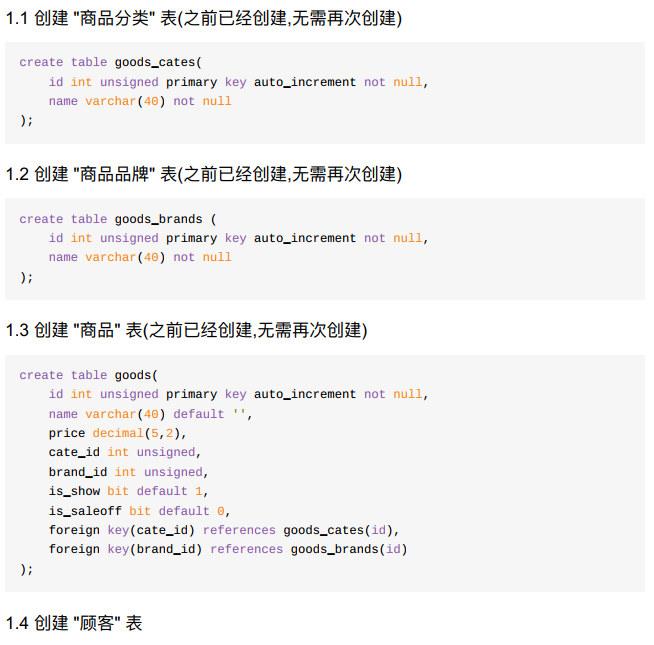 1.1 创建 "商品分类" 表(之前已经创建,无需再次创建)
create table goods_cates(
    id int unsigned primary key auto_increment not null,
    name varchar(40) not null
);
1.2 创建 "商品品牌" 表(之前已经创建,无需再次创建)
create table goods_brands (
    id int unsigned primary key auto_increment not null,
    name varchar(40) not null
);
1.3 创建 "商品" 表(之前已经创建,无需再次创建)
create table goods(
    id int unsigned primary key auto_increment not null,
    name varchar(40) default '',
    price decimal(5,2),
    cate_id int unsigned,
    brand_id int unsigned,
    is_show bit default 1,
    is_saleoff bit default 0,
    foreign key(cate_id) references goods_cates(id),
    foreign key(brand_id) references goods_brands(id)
);
1.4 创建 "顾客" 表